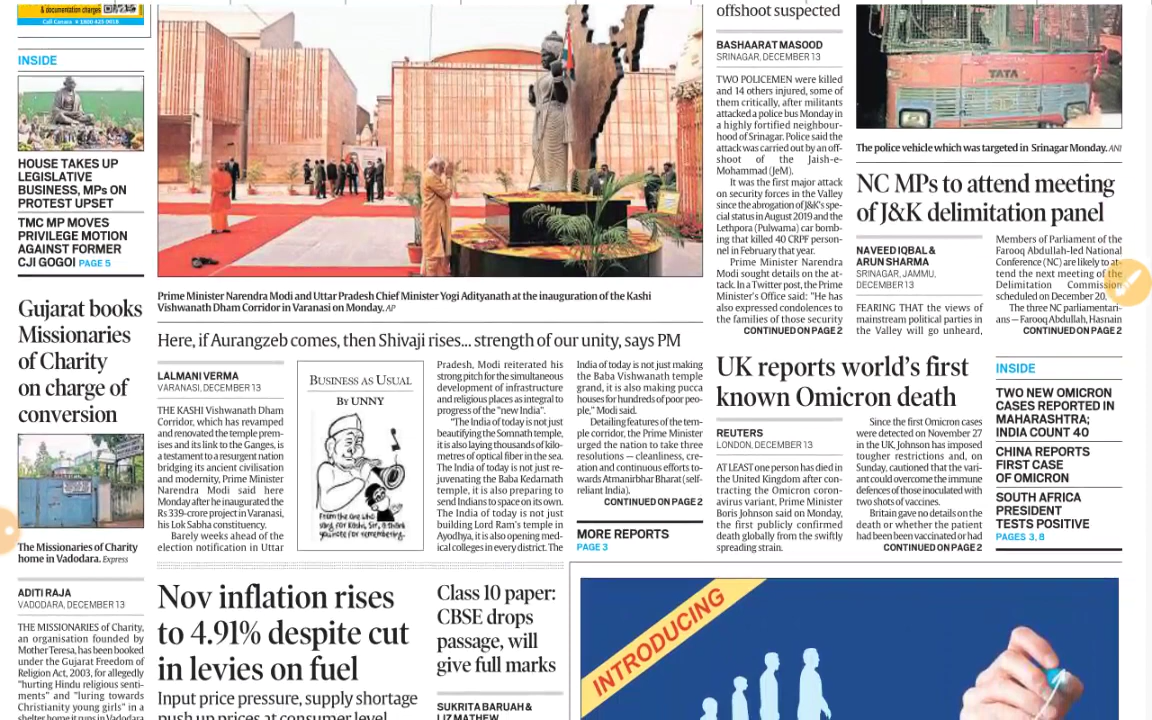 & documentation charges
Call Canara
INSIDE
HOUSE TAKES UP
LEGISLATIVE
BUSINESS, MPs ON
PROTEST UPSET
TMC MP MOVES
PRIVILEGE MOTION
AGAINST FORMER
CJI GOGOI PAGE 5
Gujarat books
Missionaries
of Charity
on charge of
conversion
The Missionaries of Charity
home in Vadodara. Express
ADITI RAJA
VADODARA, DECEMBER 13
THE MISSIONARIES of Charity,
an organisation founded by
Mother Teresa, has been booked
under the Gujarat Freedom of
Religion Act, 2003, for allegedly
"hurting Hindu religious senti-
ments" and "luring towards
Christianity young girls" in a
shelter home it runs in Vadodara
Prime Minister Narendra Modi and Uttar Pradesh Chief Minister Yogi Adityanath at the inauguration of the Kashi
Vishwanath Dham Corridor in Varanasi on Monday. AP
Here, if Aurangzeb comes, then Shivaji rises... strength of our unity, says PM
LALMANI VERMA
VARANASI, DECEMBER 13
THE KASHI Vishwanath Dham
Corridor, which has revamped
and renovated the temple prem-
ises and its link to the Ganges, is
a testament to a resurgent nation
bridging its ancient civilisation
and modernity, Prime Minister
Narendra Modi said here
Monday after he inaugurated the
Rs 339-crore project in Varanasi,
his Lok Sabha constituency.
Barely weeks ahead of the
election notification in Uttar
BUSINESS AS USUAL
BY UNNY
From the one who
sang for Kashi, Sir, a thank
you note for remembering.
Pradesh, Modi reiterated his
strong pitch for the simultaneous
development of infrastructure
and religious places as integral to
progress of the "new India".
"The India of today is not just
beautifying the Somnath temple,
it is also laying thousands of kilo-
metres of optical fiber in the sea.
The India of today is not just re-
juvenating the Baba Kedarnath
temple, it is also preparing to
send Indians to space on its own.
The India of today is not just
building Lord Ram's temple in
Ayodhya, it is also opening med-
ical colleges in every district. The
India of today is not just making
the Baba Vishwanath temple
grand, it is also making pucca
houses for hundreds of poor peo-
ple," Modi said.
Detailing features of the tem-
ple corridor, the Prime Minister
urged the nation to take three
resolutions — cleanliness, cre-
ation and continuous efforts to-
wards Atmanirbhar Bharat (self-
reliant India).
CONTINUED ON PAGE 2
MORE REPORTS
PAGE 3
Nov inflation rises
to 4.91% despite cut
in levies on fuel
Input price pressure, supply shortage
push up prices at consumer level
Class 10 paper:
CBSE drops
passage, will
give full marks
SUKRITA BARUAH &
LIZ MATHEW
offshoot suspected
BASHAARAT MASOOD
SRINAGAR, DECEMBER 13
TWO POLICEMEN were killed
and 14 others injured, some of
them critically, after militants
attacked a police bus Monday in
a highly fortified neighbour-
hood of Srinagar. Police said the
attack was carried out by an off-
shoot of the Jaish-e-
Mohammad (JeM).
It was the first major attack
on security forces in the Valley
since the abrogation of J&K's spe-
cial status in August 2019 and the
Lethpora (Pulwama) car bomb-
ing that killed 40 CRPF person-
nel in February that year.
Prime Minister Narendra
Modi sought details on the at-
tack. In a Twitter post, the Prime
Minister's Office said: "He has
also expressed condolences to
the families of those security
CONTINUED ON PAGE 2
TATA
The police vehicle which was targeted in Srinagar Monday. ANI
NC MPs to attend meeting
of J&K delimitation panel
NAVEED IQBAL &
ARUN SHARMA
SRINAGAR, JAMMU,
DECEMBER 13
FEARING THAT the views of
mainstream political parties in
the Valley will go unheard,
Members of Parliament of the
Farooq Abdullah-led National
Conference (NC) are likely to at-
tend the next meeting of the
Delimitation Commission
scheduled on December 20.
The three NC parliamentari-
ans — Farooq Abdullah, Hasnain
CONTINUED ON PAGE 2
UK reports world's first
known Omicron death
REUTERS
LONDON, DECEMBER 13
AT LEAST one person has died in
the United Kingdom after con-
tracting the Omicron coron-
avirus variant, Prime Minister
Boris Johnson said on Monday,
the first publicly confirmed
death globally from the swiftly
spreading strain.
Since the first Omicron cases
were detected on November 27
in the UK, Johnson has imposed
tougher restrictions and, on
Sunday, cautioned that the vari-
ant could overcome the immune
defences of those inoculated with
two shots of vaccines.
Britain gave no details on the
death or whether the patient
had been been vaccinated or had
CONTINUED ON PAGE 2
INSIDE
TWO NEW OMICRON
CASES REPORTED IN
MAHARASHTRA;
INDIA COUNT 40
CHINA REPORTS
FIRST CASE
OF OMICRON
SOUTH AFRICA
PRESIDENT
TESTS POSITIVE
PAGES 3, 8
INTRODUCING